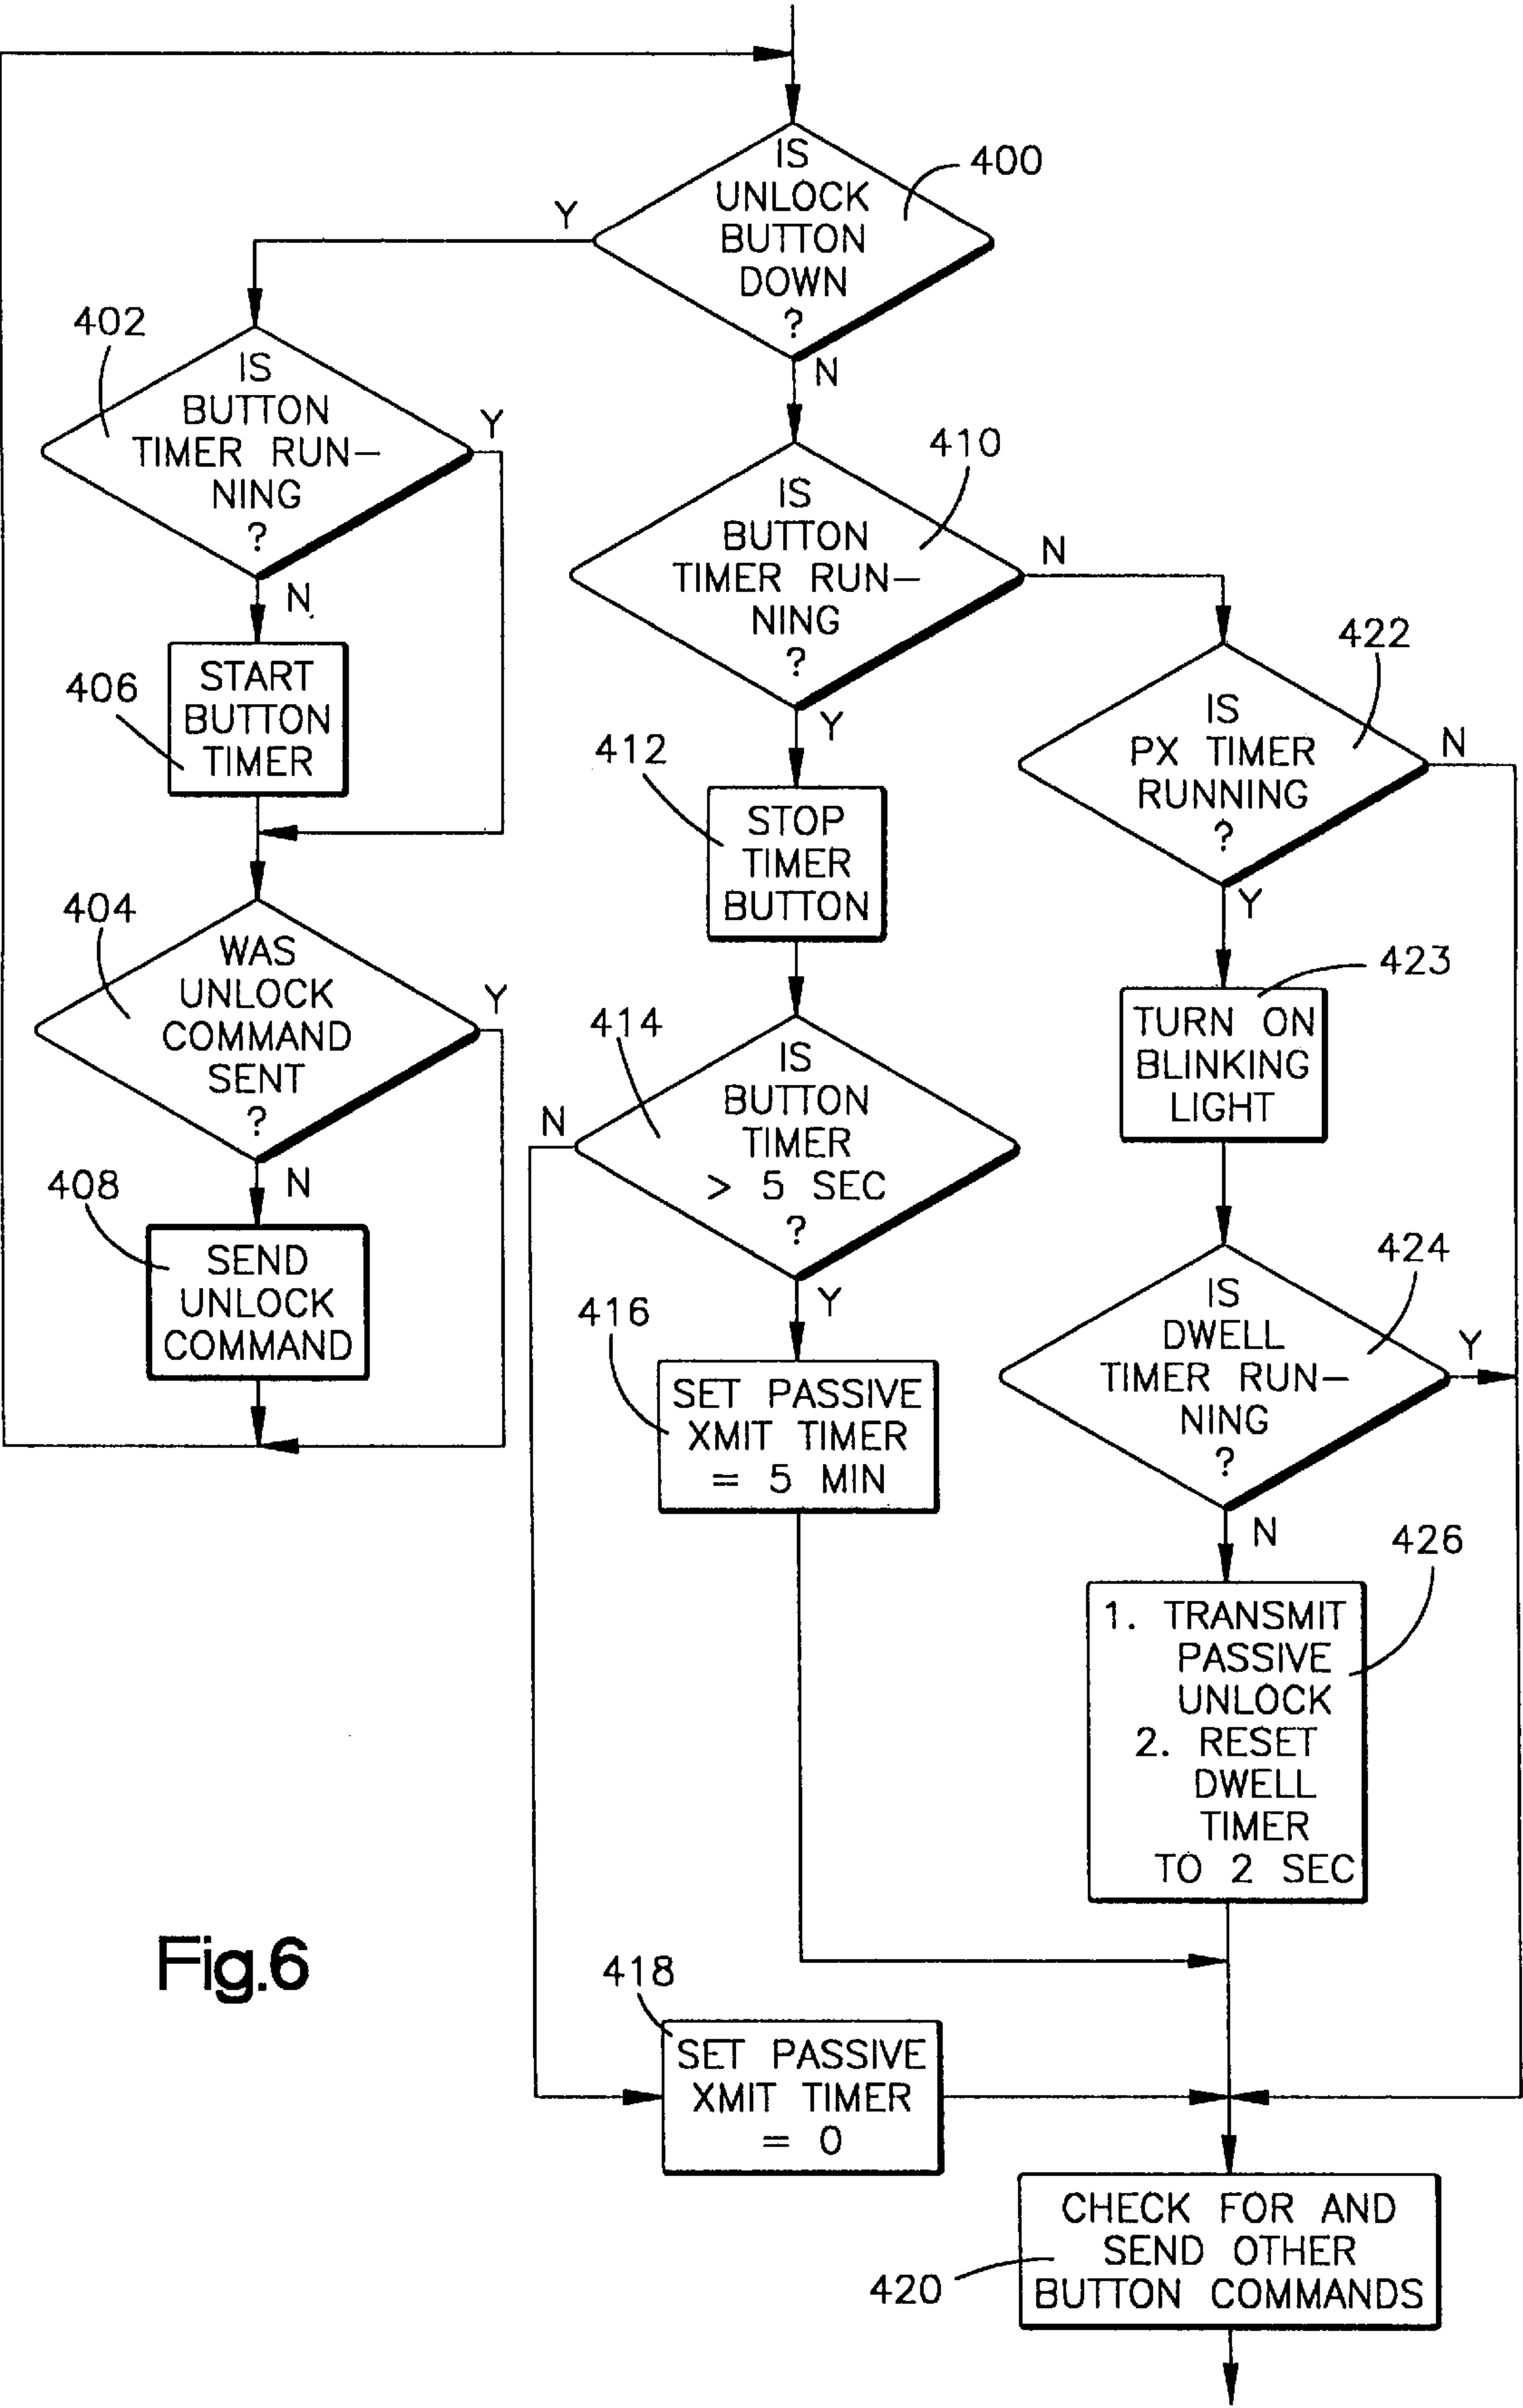 IS
UNLOCK
BUTTON
DOWN
?
400
Y
N
402
IS
BUTTON
TIMER RUN-
NING
?
Y
N
406
START
BUTTON
TIMER
404
WAS
UNLOCK
COMMAND
SENT
?
Y
N
408
SEND
UNLOCK
COMMAND
410
IS
BUTTON
TIMER RUN-
NING
?
N
Y
412
STOP
TIMER
BUTTON
414
IS
BUTTON
TIMER
> 5 SEC
?
N
Y
416
SET PASSIVE
XMIT TIMER
= 5 MIN
418
SET PASSIVE
XMIT TIMER
= 0
422
IS
PX TIMER
RUNNING
?
N
Y
423
TURN ON
BLINKING
LIGHT
424
IS
DWELL
TIMER RUN-
NING
?
Y
N
426
1. TRANSMIT
PASSIVE
UNLOCK
2. RESET
DWELL
TIMER
TO 2 SEC
420
CHECK FOR AND
SEND OTHER
BUTTON COMMANDS
Fig.6